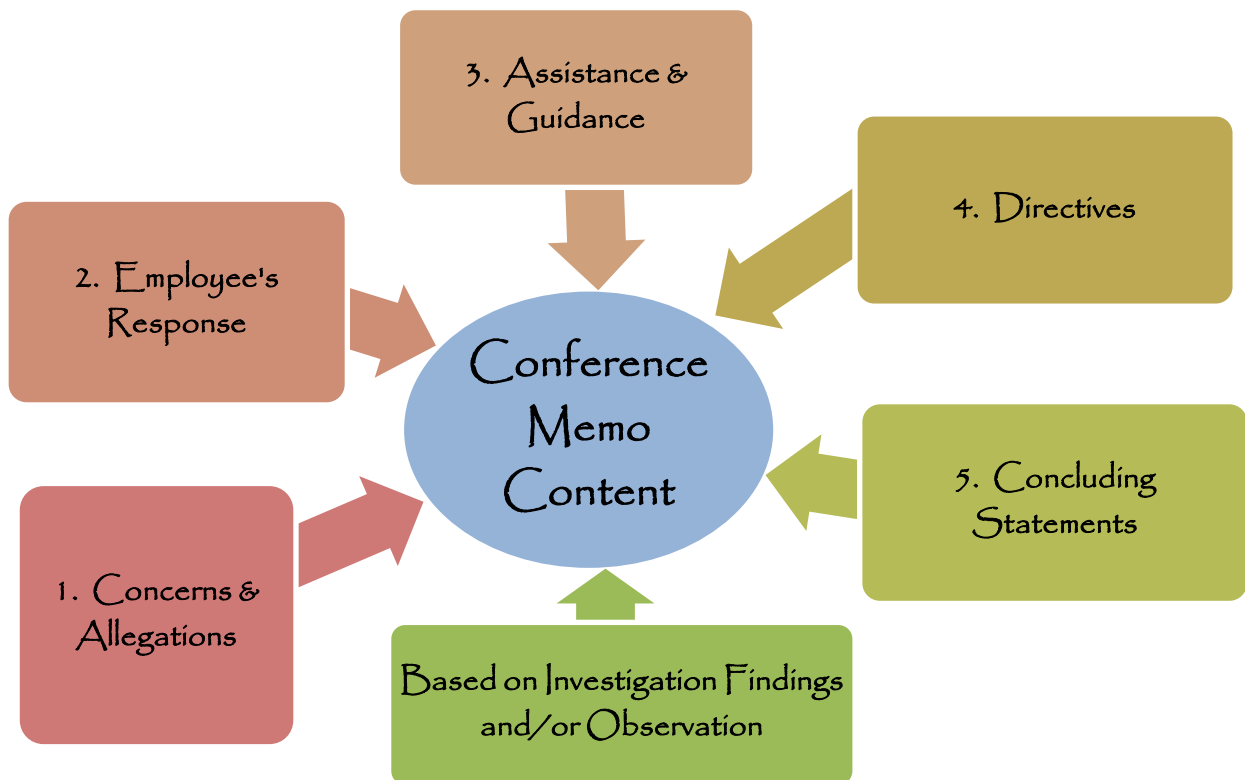 3. Assistance &
Guidance
4. Directives
2. Employee's
Response
Conference
Memo
Content
5. Concluding
Statements
1. Concerns &
Allegations
Based on Investigation Findings
and/or Observation